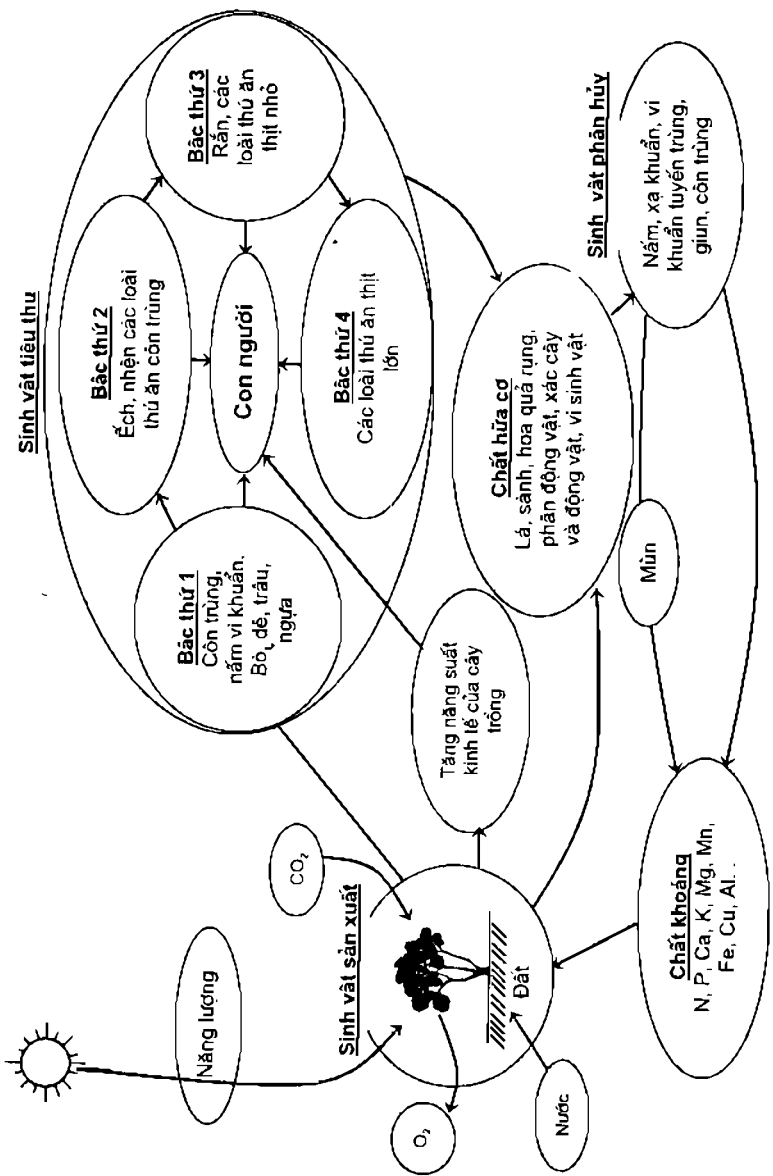 Năng lượng
CO₂
O₂
Sinh vật sản xuất
Đất
Nước
Sinh vật tiêu thụ
Bậc thứ 1
Côn trùng,
nấm vi khuẩn.
Bò, dê, trâu,
ngựa
Bậc thứ 2
Ếch, nhện các loài
thú ăn côn trùng
Bậc thứ 3
Rắn, các
loài thú ăn
thịt nhỏ
Con người
Bậc thứ 4
Các loài thú ăn thịt
lớn
Tăng năng suất
kinh tế của cây
trồng
Chất hữa cơ
Lá, sành, hoa quả rụng,
phân động vật, xác cây
và động vật, vi sinh vật
Sinh vật phân hủy
Nấm, xạ khuẩn, vi
khuẩn tuyến trùng,
giun, côn trùng
Mùn
Chất khoáng
N, P, Ca, K, Mg, Mn,
Fe, Cu, Al...